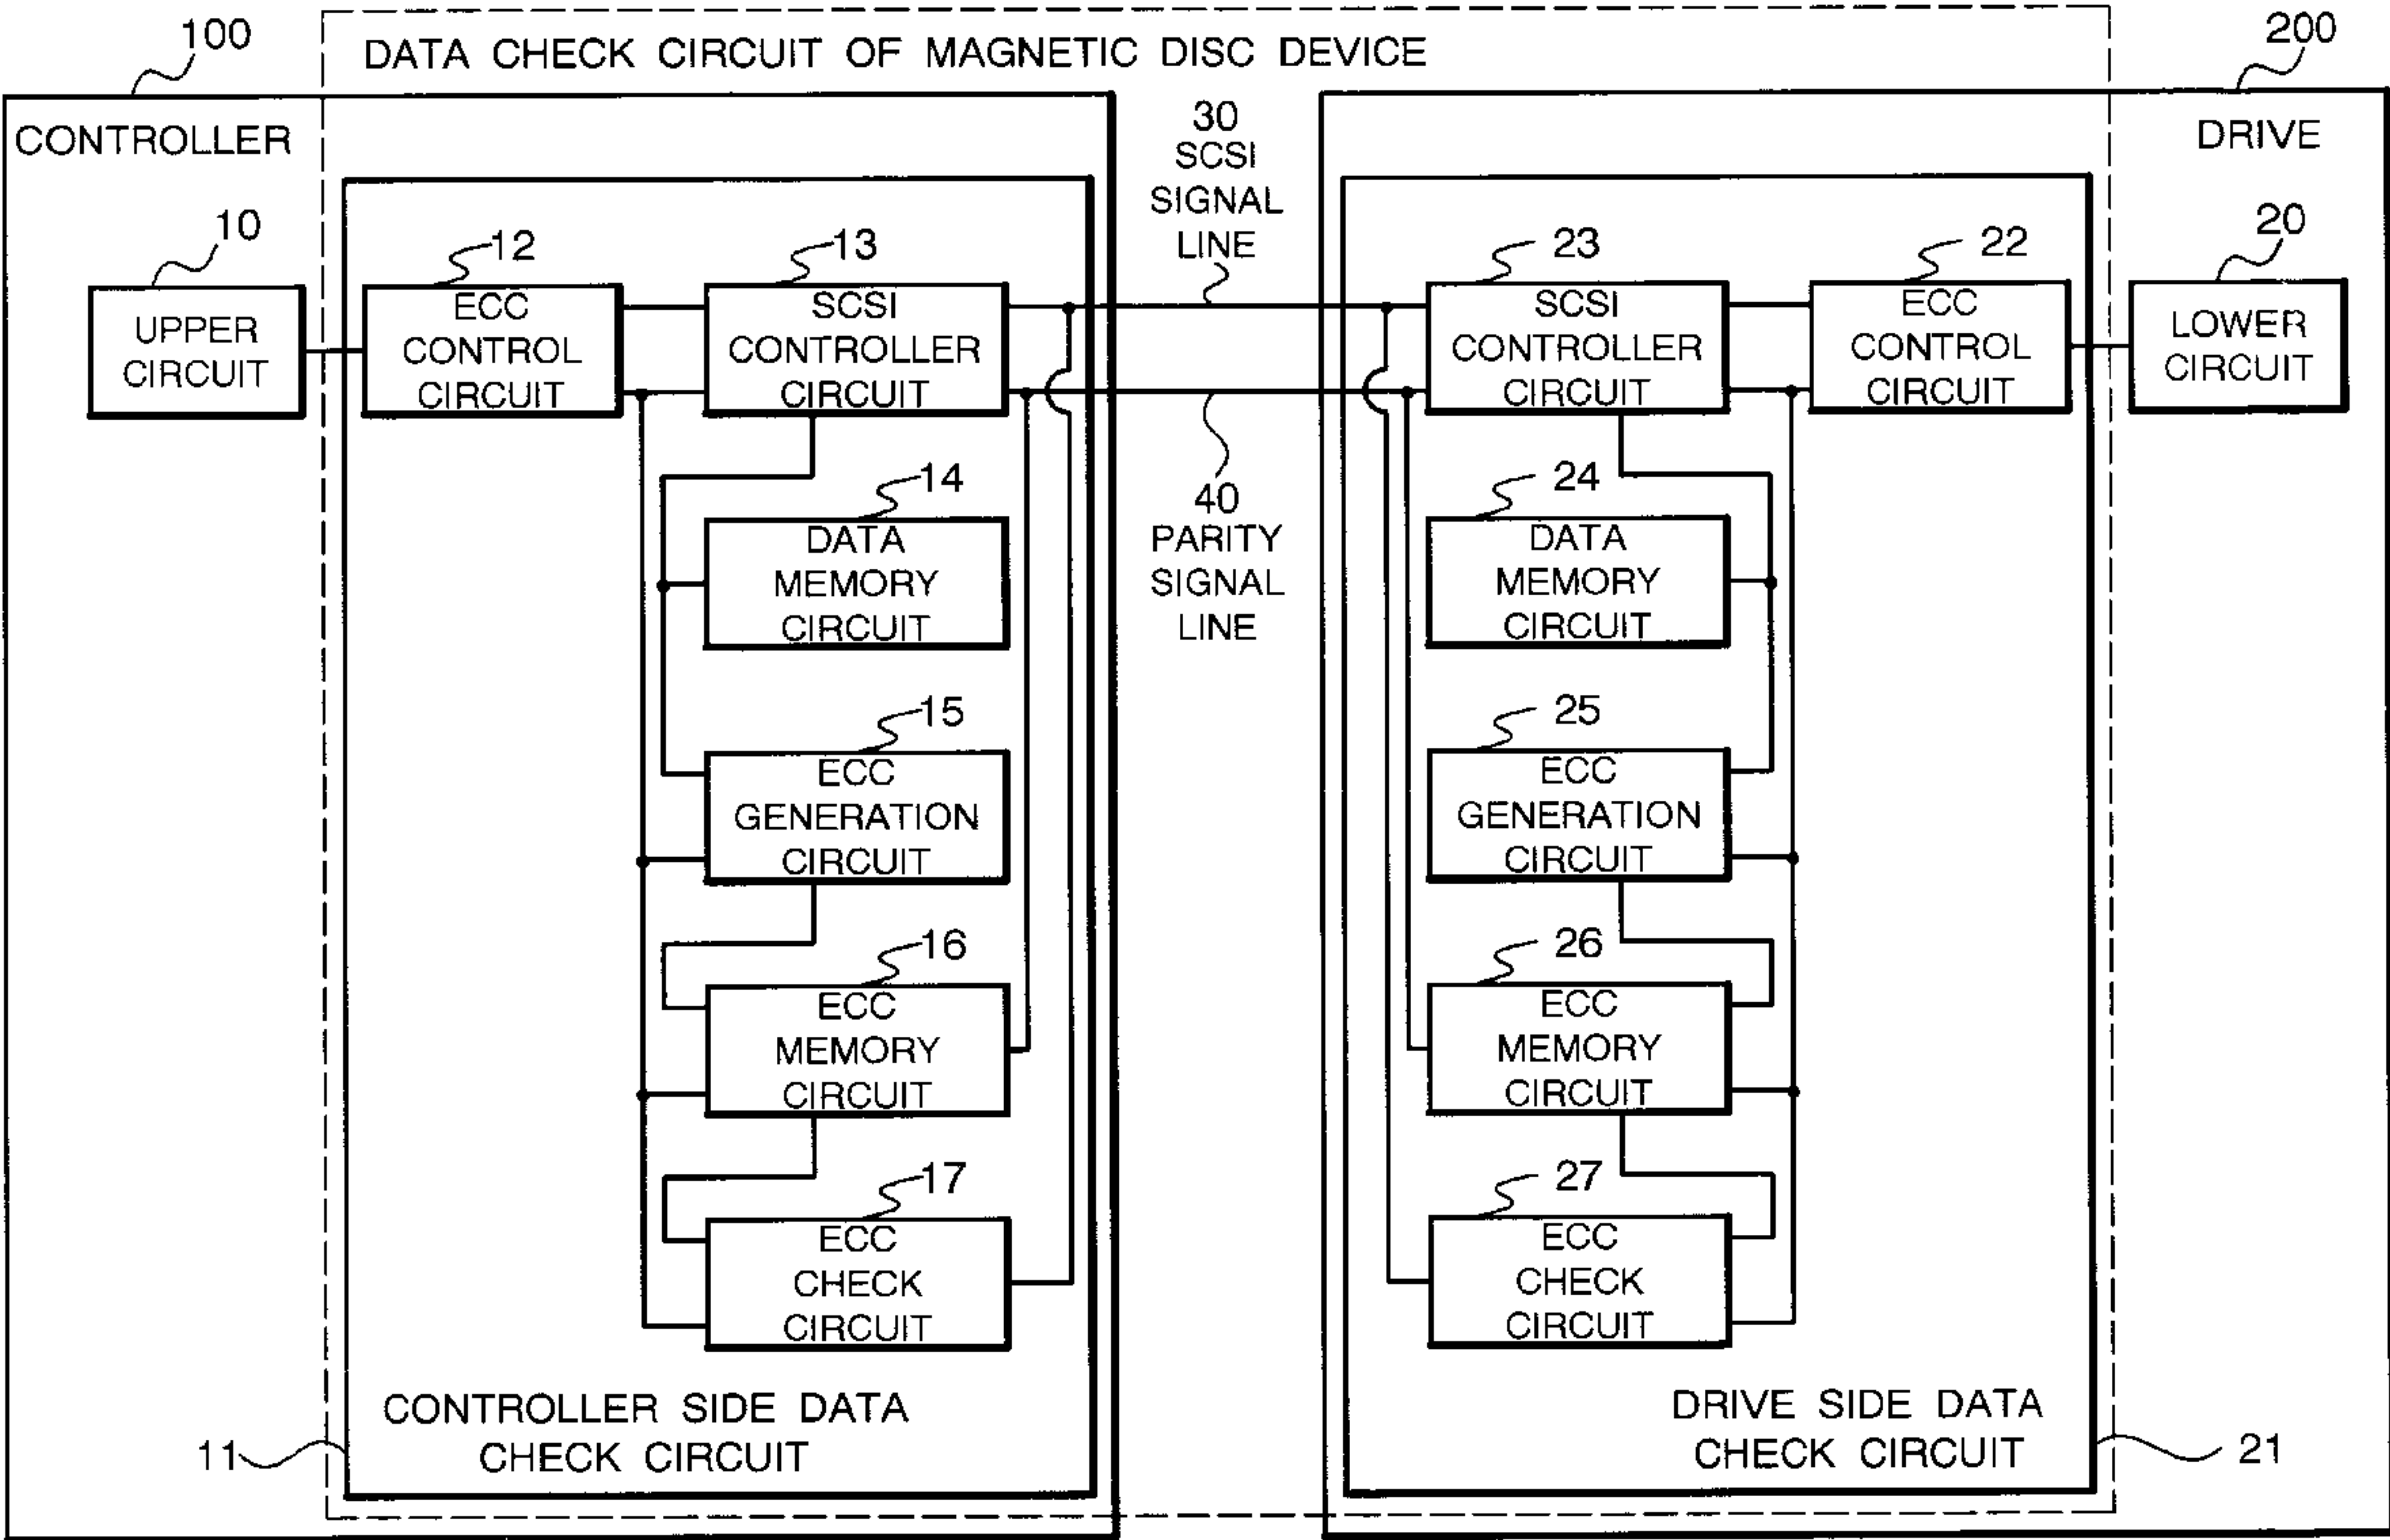 100
DATA CHECK CIRCUIT OF MAGNETIC DISC DEVICE
200
CONTROLLER
DRIVE
10
UPPER
CIRCUIT
12
ECC
CONTROL
CIRCUIT
13
SCSI
CONTROLLER
CIRCUIT
14
DATA
MEMORY
CIRCUIT
15
ECC
GENERATION
CIRCUIT
16
ECC
MEMORY
CIRCUIT
17
ECC
CHECK
CIRCUIT
CONTROLLER SIDE DATA
CHECK CIRCUIT
11
30
SCSI
SIGNAL
LINE
40
PARITY
SIGNAL
LINE
23
SCSI
CONTROLLER
CIRCUIT
22
ECC
CONTROL
CIRCUIT
20
LOWER
CIRCUIT
24
DATA
MEMORY
CIRCUIT
25
ECC
GENERATION
CIRCUIT
26
ECC
MEMORY
CIRCUIT
27
ECC
CHECK
CIRCUIT
DRIVE SIDE DATA
CHECK CIRCUIT
21